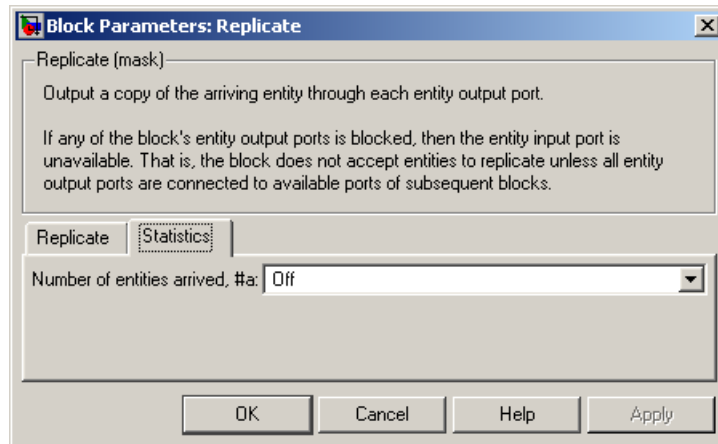 Block Parameters: Replicate
Replicate (mask)
Output a copy of the arriving entity through each entity output port.
If any of the block's entity output ports is blocked, then the entity input port is
unavailable. That is, the block does not accept entities to replicate unless all entity
output ports are connected to available ports of subsequent blocks.
Replicate Statistics
Number of entities arrived, #a: Off
OK Cancel Help Apply